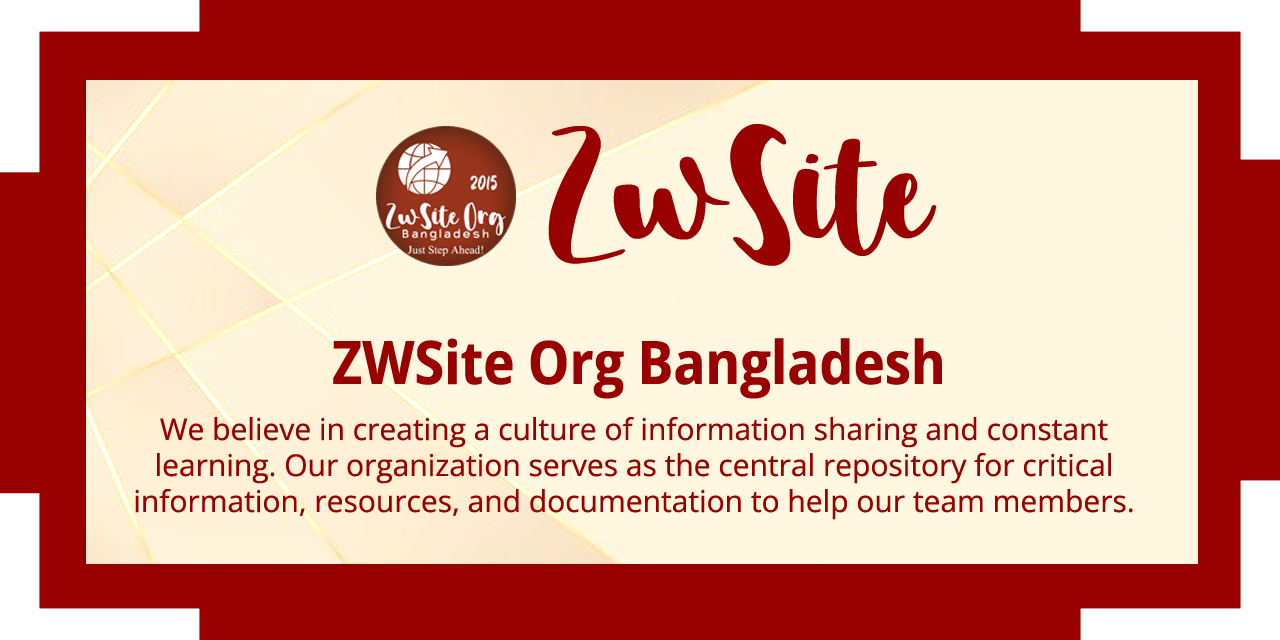 2015
ZwSite Org
Bangladesh
Just Step Ahead!
ZwSite
ZWSite Org Bangladesh
We believe in creating a culture of information sharing and constant
learning. Our organization serves as the central repository for critical
information, resources, and documentation to help our team members.